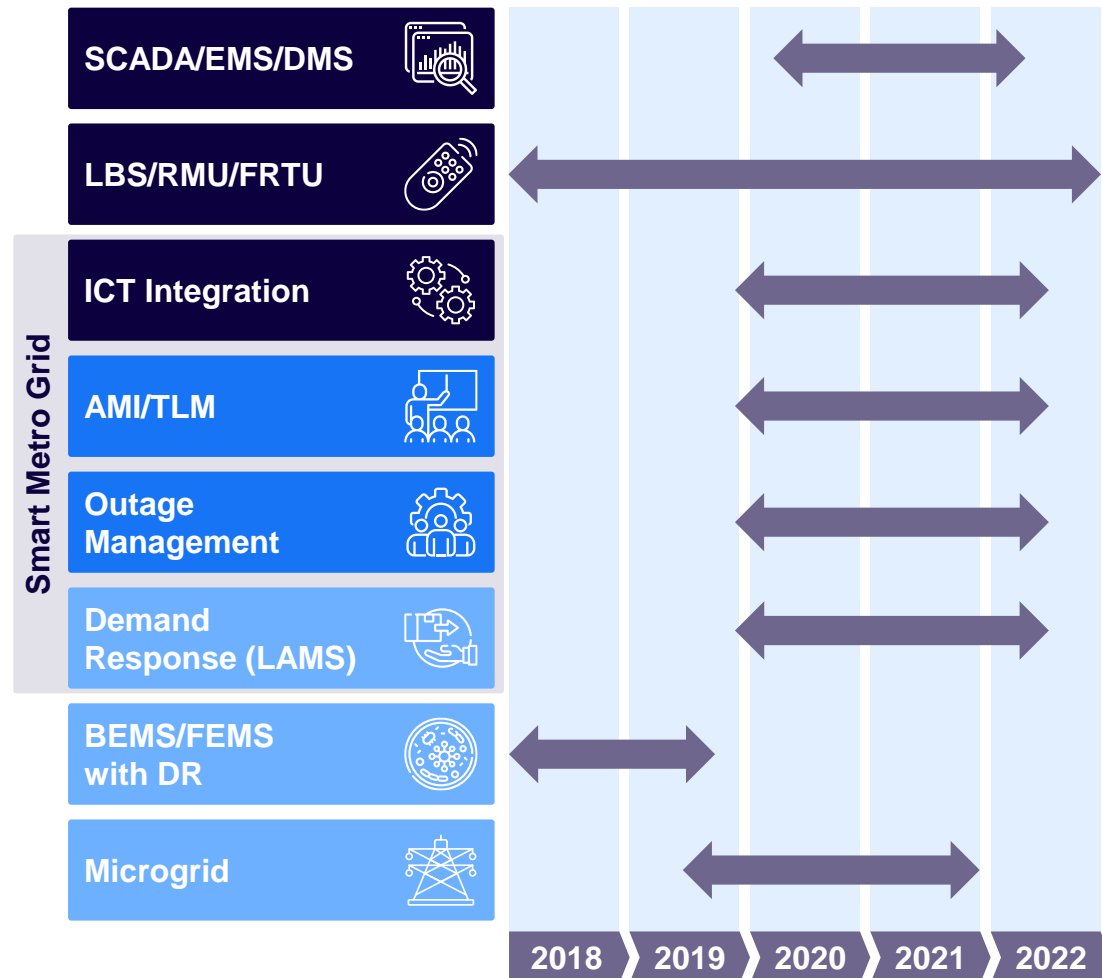 SCADA/EMS/DMS
LBS/RMU/FRTU
Smart Metro Grid
ICT Integration
AMI/TLM
Outage
Management
Demand
Response (LAMS)
BEMS/FEMS
with DR
Microgrid
2018
2019
2020
2021
2022